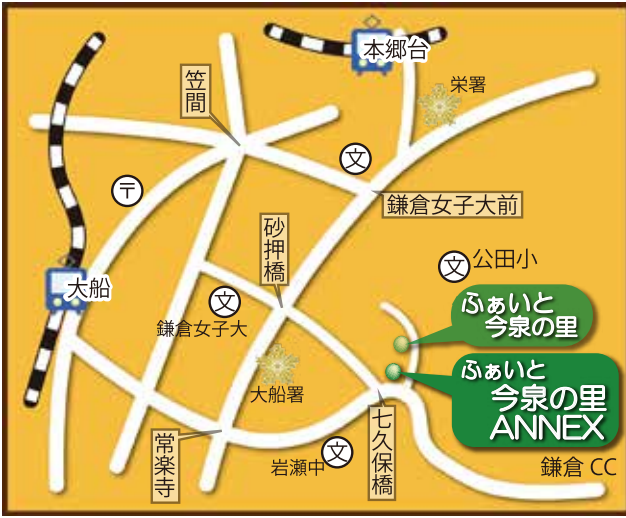 本郷台
笠間
栄署
文
〒
鎌倉女子大前
砂押橋
文
公田小
大船
文
鎌倉女子大
ふぁいと
今泉の里
大船署
ふぁいと
今泉の里
ANNEX
七久保橋
常楽寺
文
岩瀬中
鎌倉 CC